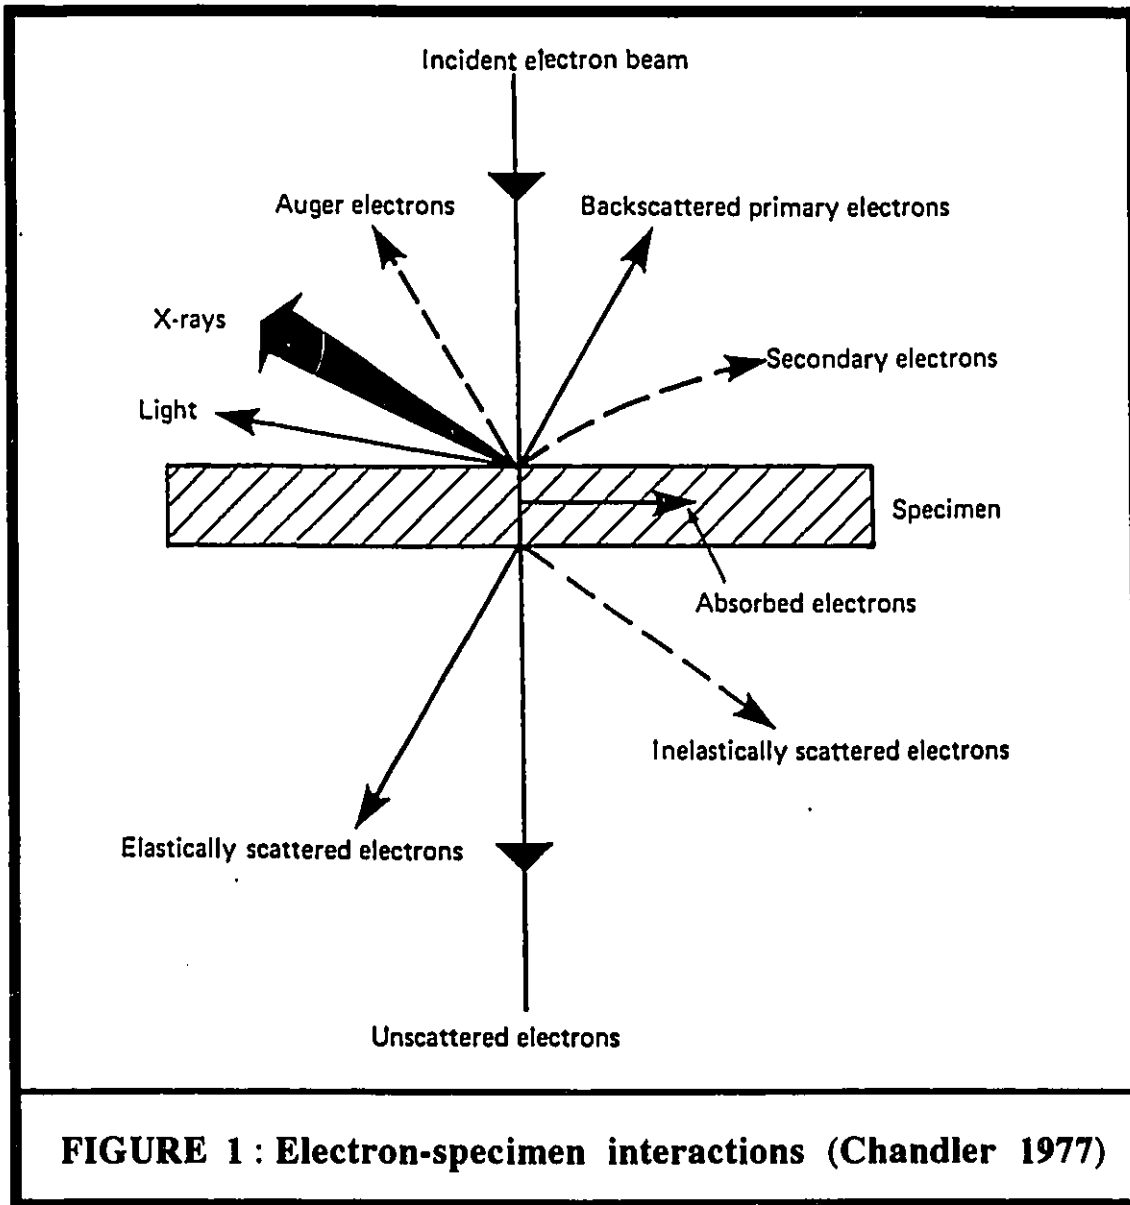 Incident electron beam
Auger electrons
Backscattered primary electrons
X-rays
Secondary electrons
Light
Specimen
Absorbed electrons
Inelastically scattered electrons
Elastically scattered electrons
Unscattered electrons
FIGURE 1 : Electron-specimen interactions (Chandler 1977)